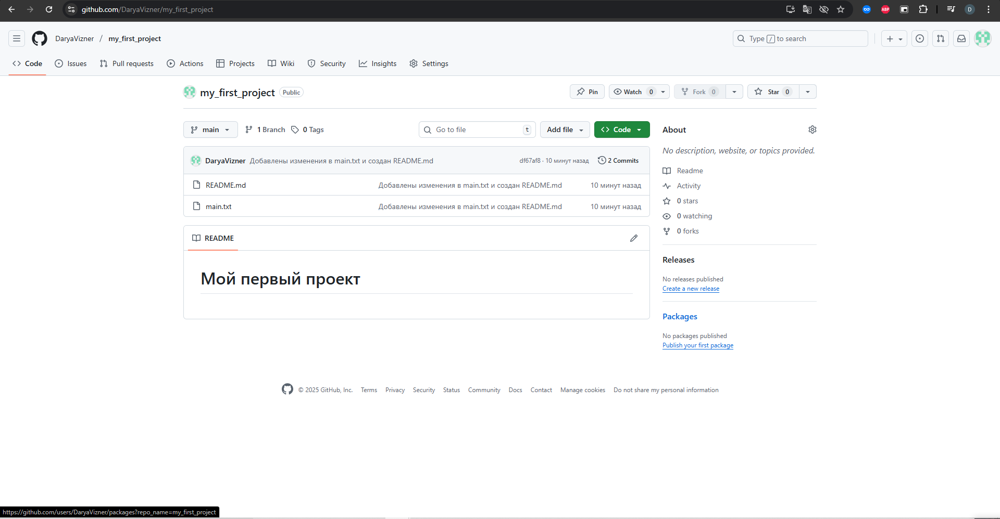 github.com/DaryaVizner/my_first_project
ABP
D
DaryaVizner / my_first_project
Type / to search
Code Issues Pull requests Actions Projects Wiki Security Insights Settings
my_first_project Public
Pin Watch 0 Fork 0 Star 0
main 1 Branch 0 Tags
Go to file t
Add file Code
DaryaVizner Добавлены изменения в main.txt и создан README.md df67af8 · 10 минут назад 2 Commits
README.md Добавлены изменения в main.txt и создан README.md 10 минут назад
main.txt Добавлены изменения в main.txt и создан README.md 10 минут назад
README
Мой первый проект
About
No description, website, or topics provided.
Readme
Activity
0 stars
0 watching
0 forks
Releases
No releases published
Create a new release
Packages
No packages published
Publish your first package
© 2025 GitHub, Inc. Terms Privacy Security Status Community Docs Contact Manage cookies Do not share my personal information
https://github.com/users/DaryaVizner/packages?repo_name=my_first_project